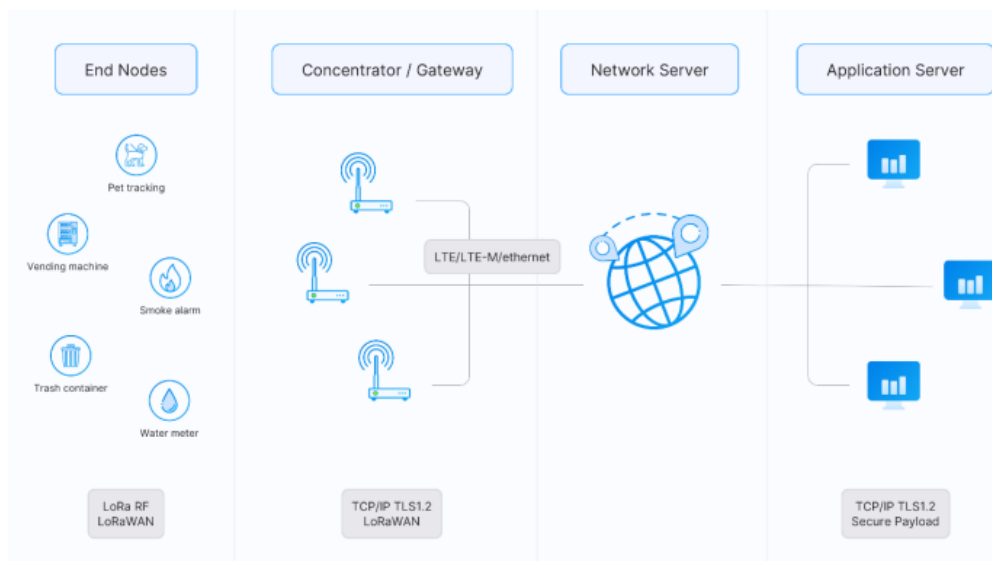 End Nodes
Concentrator / Gateway
Network Server
Application Server
Pet tracking
Vending machine
Smoke alarm
Trash container
Water meter
LTE/LTE-M/ethernet
LoRa RF
LoRaWAN
TCP/IP TLS1.2
LoRaWAN
TCP/IP TLS1.2
Secure Payload